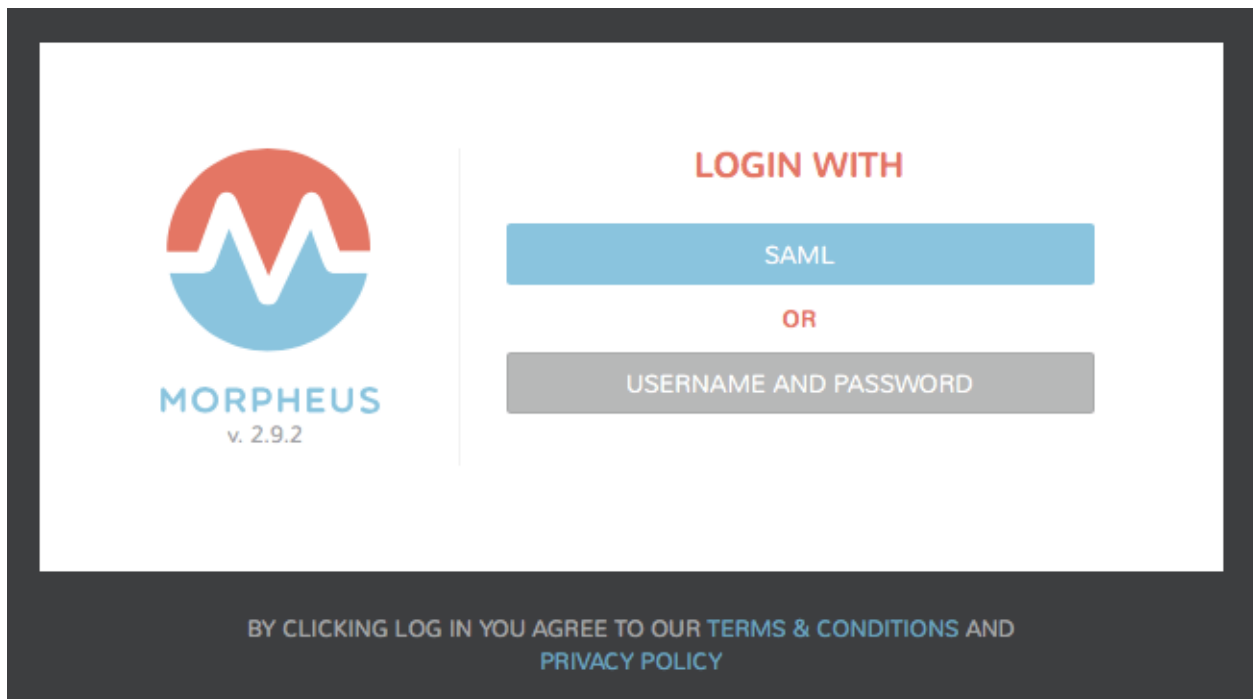 MORPHEUS
v. 2.9.2
LOGIN WITH
SAML
OR
USERNAME AND PASSWORD
BY CLICKING LOG IN YOU AGREE TO OUR TERMS & CONDITIONS AND
PRIVACY POLICY